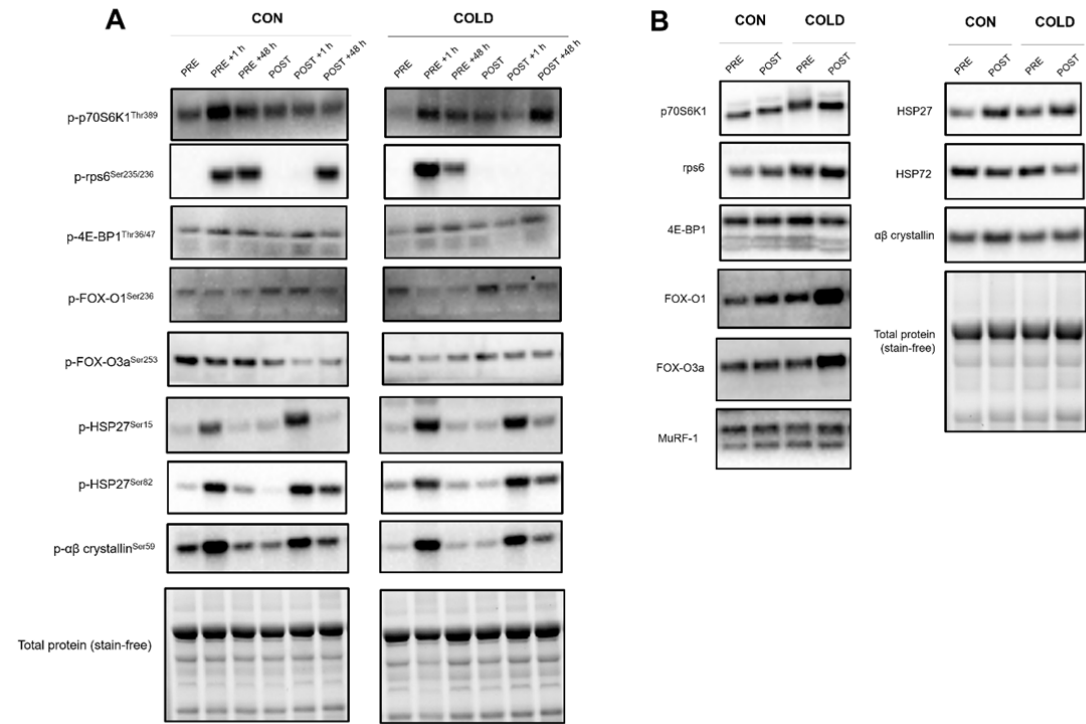 A
CON
COLD
PRE
PRE +1 h
PRE +48 h
POST
POST +1 h
POST +48 h
PRE
PRE +1 h
PRE +48 h
POST
POST +1 h
POST +48 h
p-p70S6K1Thr389
p-rps6Ser235/236
p-4E-BP1Thr36/47
p-FOX-O1Ser236
p-FOX-O3aSer253
p-HSP27Ser15
p-HSP27Ser82
p-αβ crystallinSer59
Total protein (stain-free)
B
CON
COLD
PRE
POST
PRE
POST
p70S6K1
rps6
4E-BP1
FOX-O1
FOX-O3a
MuRF-1
CON
COLD
PRE
POST
PRE
POST
HSP27
HSP72
αβ crystallin
Total protein
(stain-free)